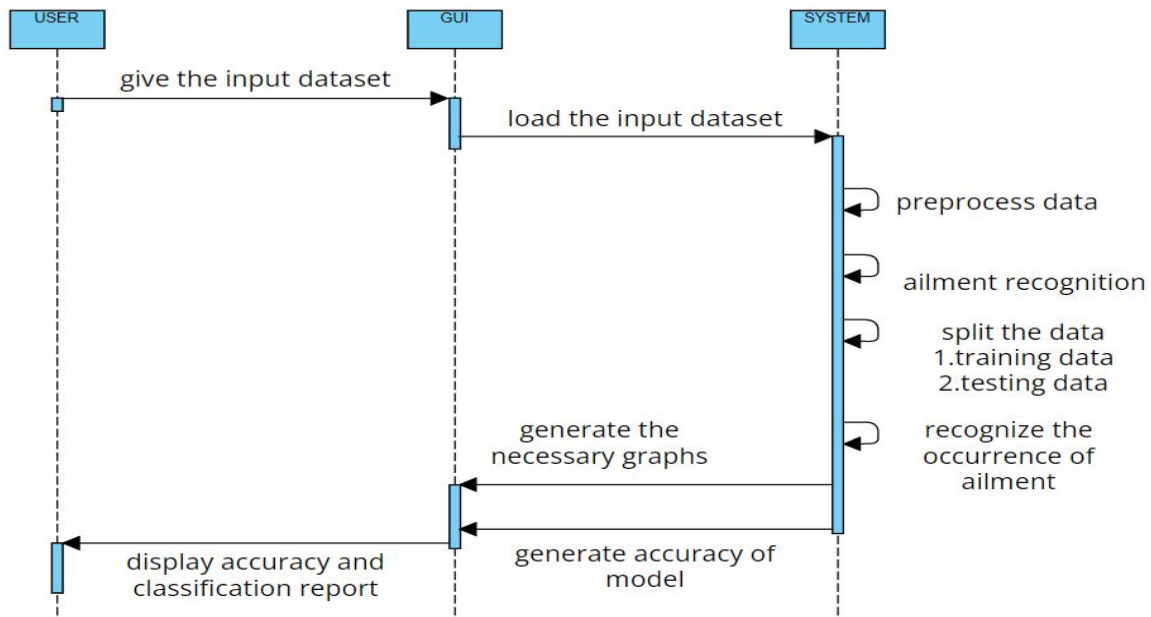 USER
GUI
SYSTEM
give the input dataset
load the input dataset
preprocess data
ailment recognition
split the data
1.training data
2.testing data
recognize the
occurrence of
ailment
generate the
necessary graphs
generate accuracy of
model
display accuracy and
classification report